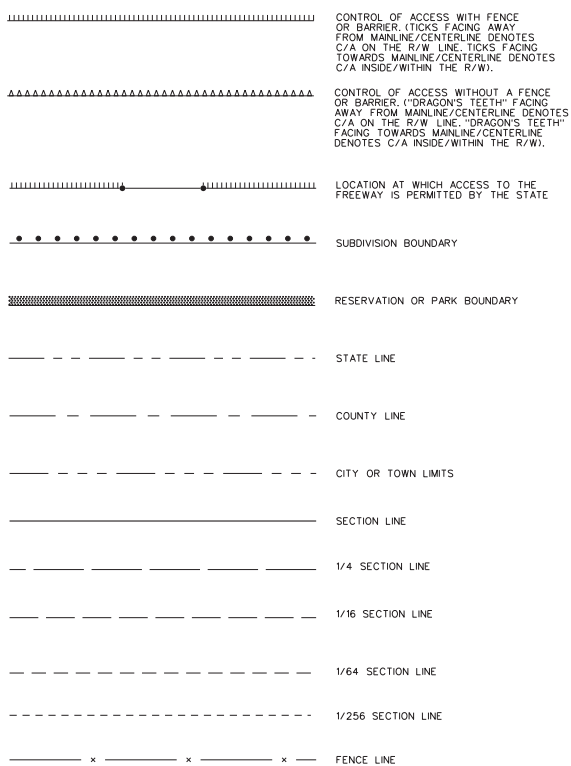 CONTROL OF ACCESS WITH FENCE
OR BARRIER. (TICKS FACING AWAY
FROM MAINLINE/CENTERLINE DENOTES
C/A ON THE R/W LINE. TICKS FACING
TOWARDS MAINLINE/CENTERLINE DENOTES
C/A INSIDE/WITHIN THE R/W).
CONTROL OF ACCESS WITHOUT A FENCE
OR BARRIER. ("DRAGON'S TEETH" FACING
AWAY FROM MAINLINE/CENTERLINE DENOTES
C/A ON THE R/W LINE. "DRAGON'S TEETH"
FACING TOWARDS MAINLINE/CENTERLINE
DENOTES C/A INSIDE/WITHIN THE R/W).
LOCATION AT WHICH ACCESS TO THE
FREEWAY IS PERMITTED BY THE STATE
SUBDIVISION BOUNDARY
RESERVATION OR PARK BOUNDARY
STATE LINE
COUNTY LINE
CITY OR TOWN LIMITS
SECTION LINE
1/4 SECTION LINE
1/16 SECTION LINE
1/64 SECTION LINE
1/256 SECTION LINE
FENCE LINE